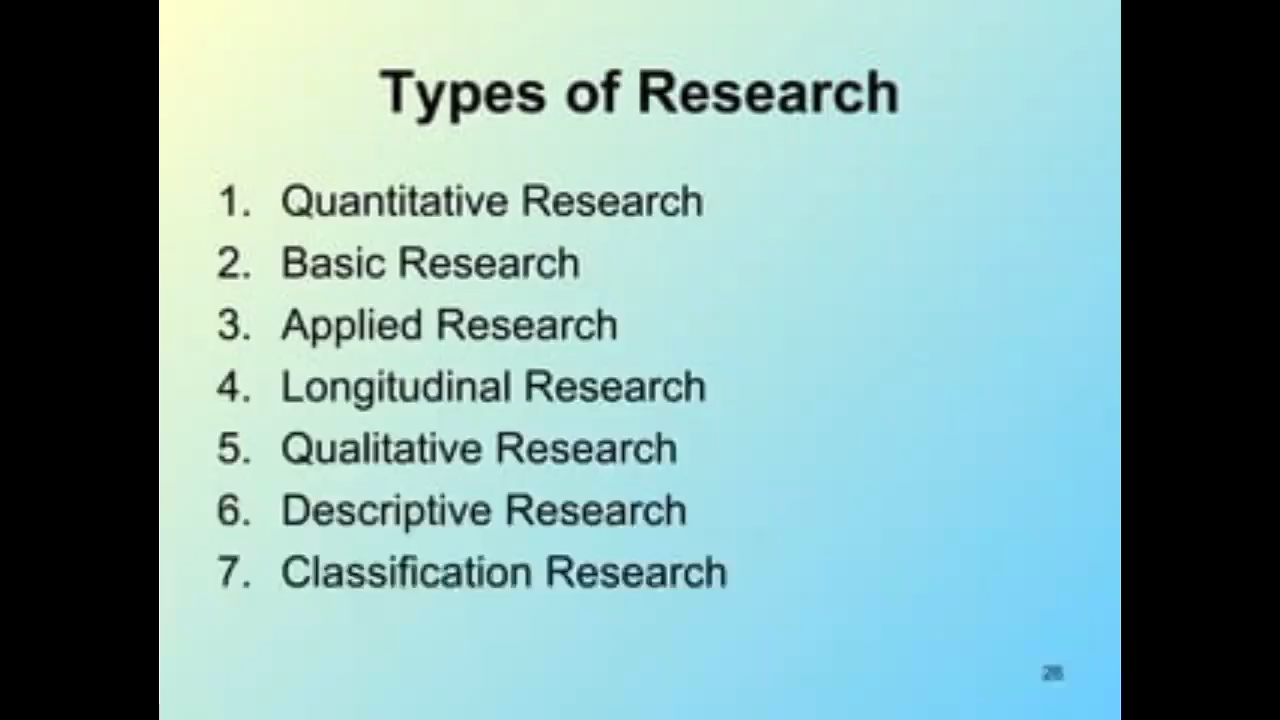 Types of Research
1. Quantitative Research
2. Basic Research
3. Applied Research
4. Longitudinal Research
5. Qualitative Research
6. Descriptive Research
7. Classification Research